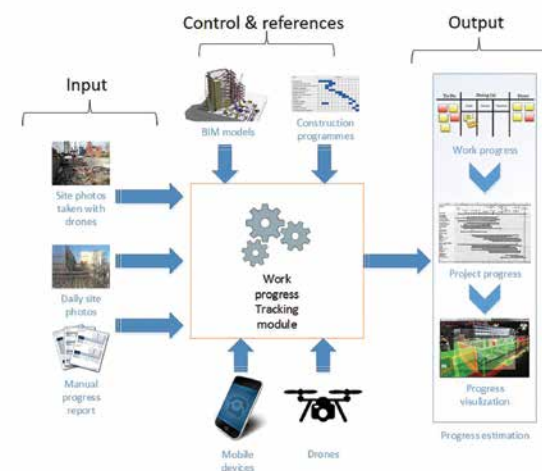 Control & references
Output
Input
BIM models
Construction
programmes
Site photos
taken with
drones
Daily site
photos
Manual
progress
report
Work
progress
Tracking
module
Mobile
devices
Drones
Work progress
Project progress
Progress
visulization
Progress estimation